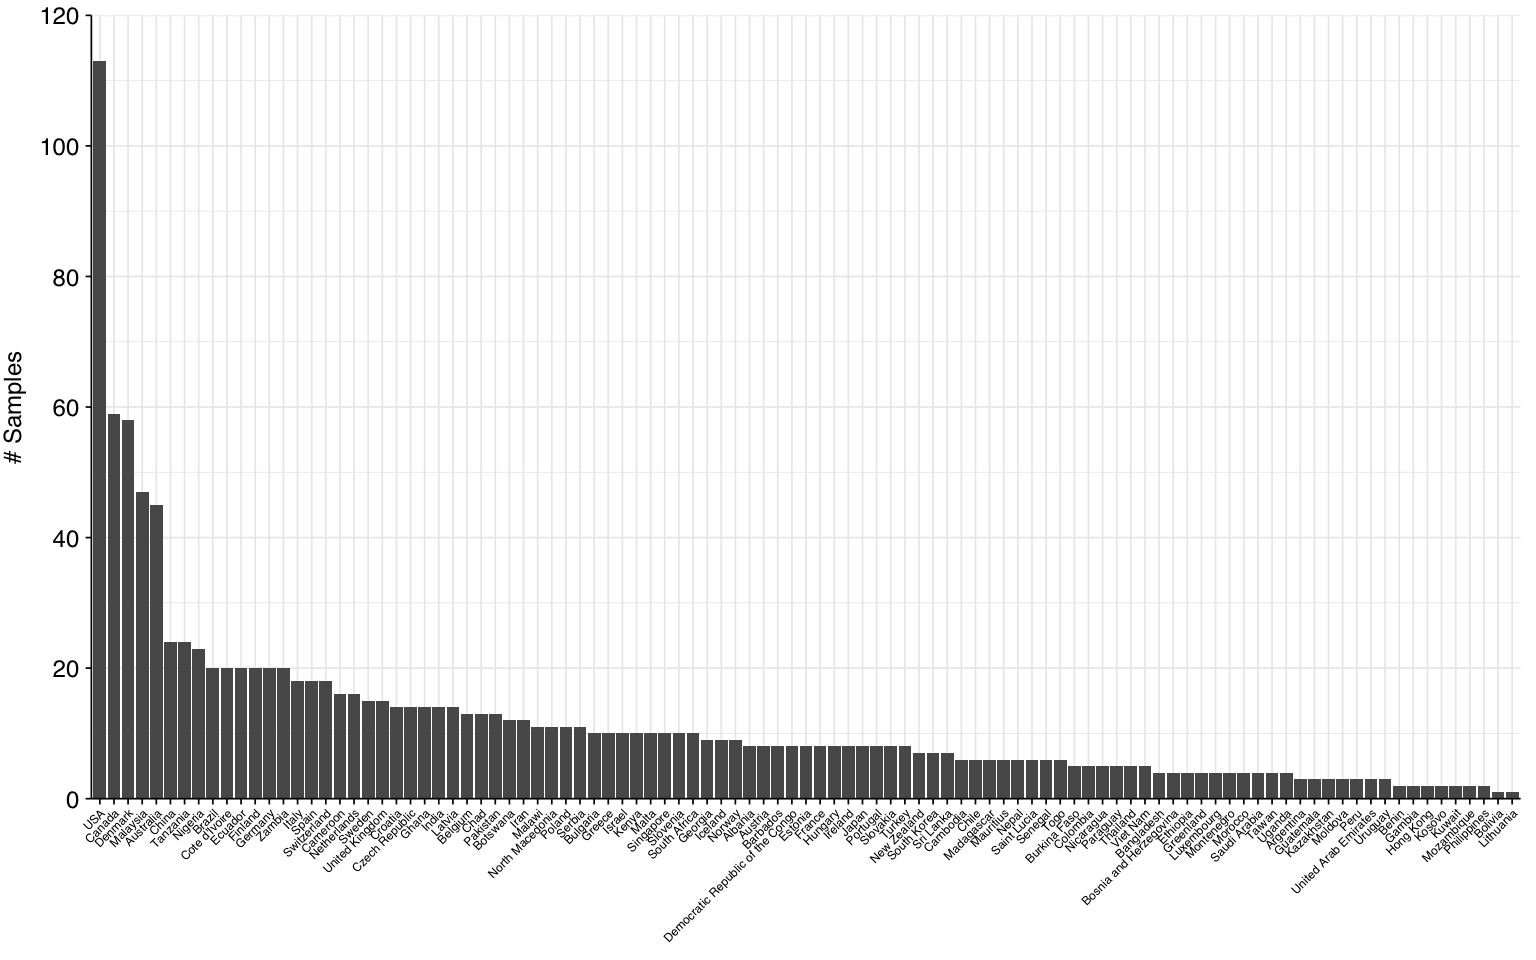 120
100
80
60
40
20
0
# Samples
USA
Canada
Denmark
Malaysia
Australia
China
Tanzania
Nigeria
Brazil
Cote d'Ivoire
Ecuador
Finland
Germany
Zambia
Italy
Spain
Switzerland
Cameroon
Netherlands
Sweden
United Kingdom
Croatia
Czech Republic
Ghana
India
Latvia
Belgium
Chad
Pakistan
Botswana
Iran
Malawi
North Macedonia
Poland
Serbia
Bulgaria
Greece
Israel
Kenya
Malta
Singapore
Slovenia
South Africa
Georgia
Iceland
Norway
Albania
Austria
Barbados
Democratic Republic of the Congo
Estonia
France
Hungary
Ireland
Japan
Portugal
Slovakia
Turkey
New Zealand
South Korea
Sri Lanka
Cambodia
Chile
Madagascar
Mauritius
Nepal
Saint Lucia
Senegal
Togo
Burkina Faso
Colombia
Nicaragua
Paraguay
Thailand
Viet Nam
Bangladesh
Bosnia and Herzegovina
Ethiopia
Greenland
Luxembourg
Montenegro
Morocco
Saudi Arabia
Taiwan
Uganda
Argentina
Guatemala
Kazakhstan
Moldova
Peru
United Arab Emirates
Uruguay
Benin
Gambia
Hong Kong
Kosovo
Kuwait
Mozambique
Philippines
Bolivia
Lithuania